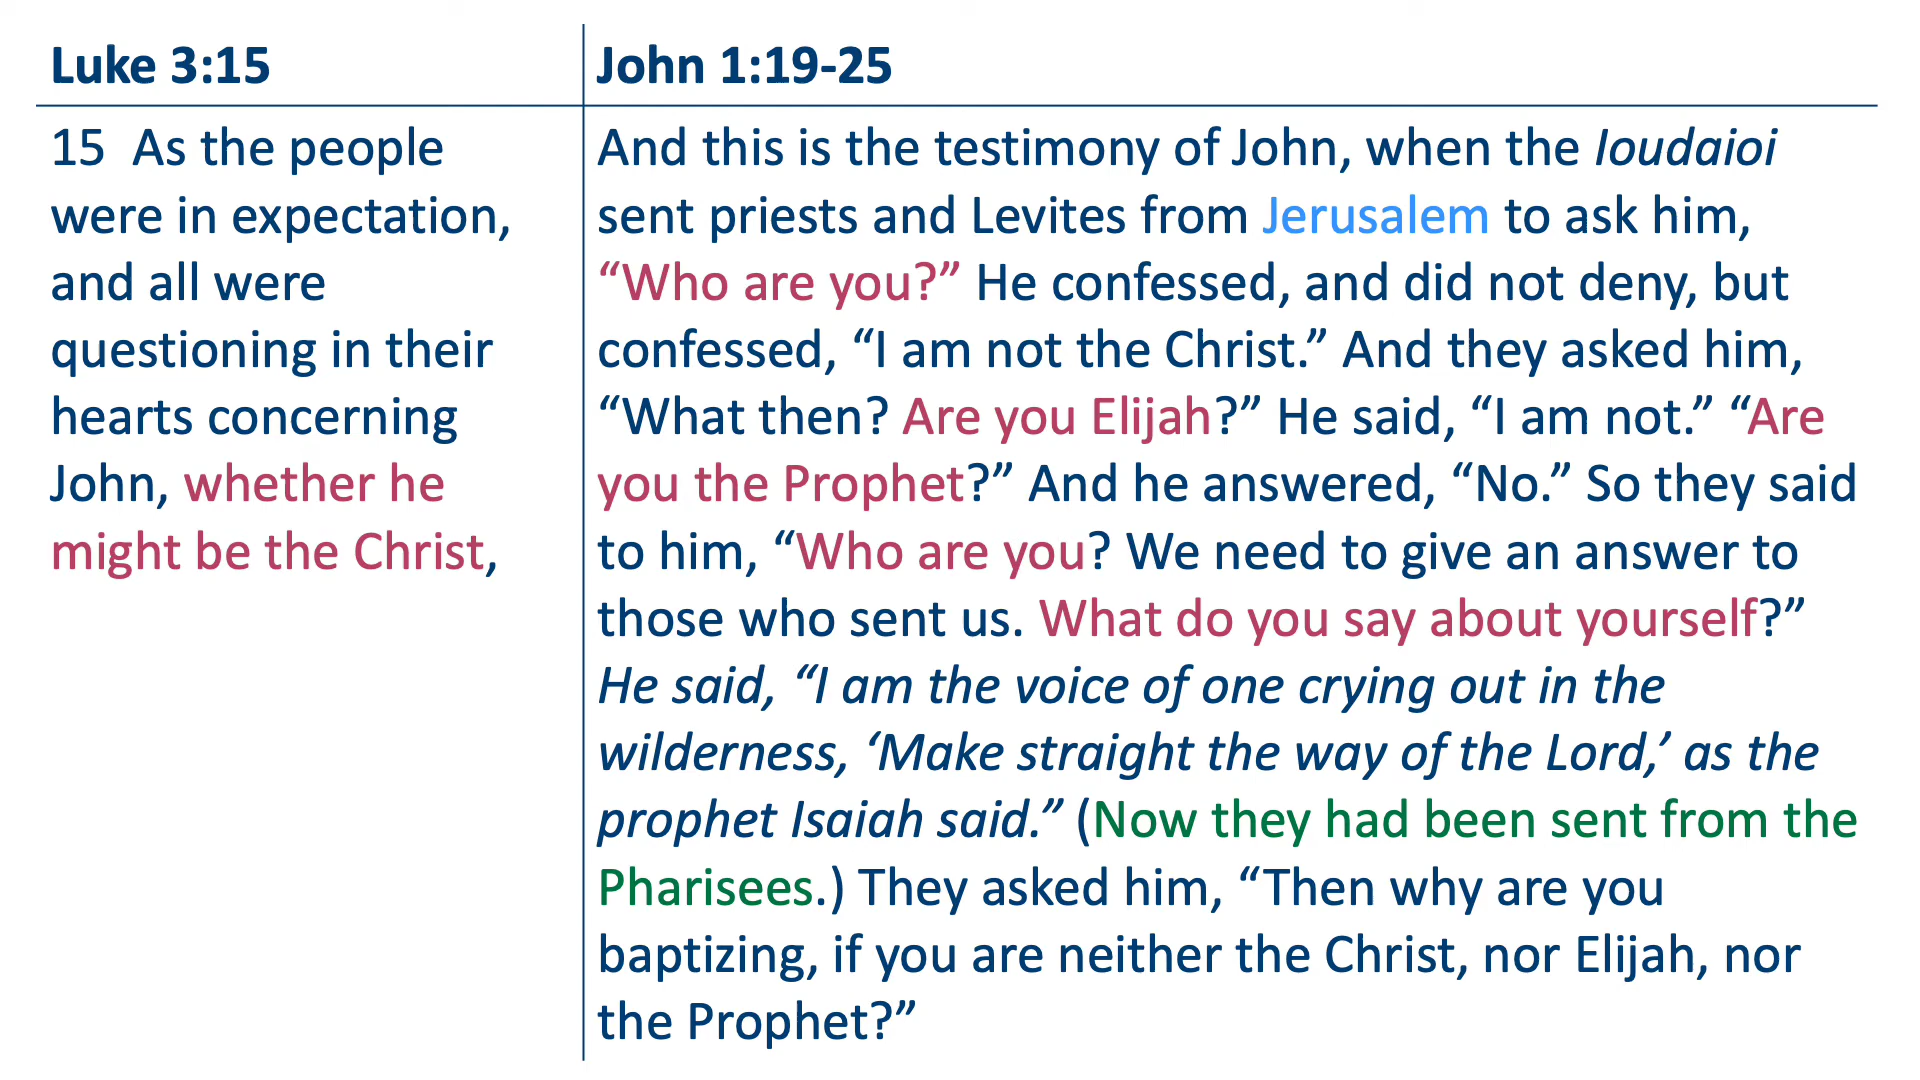 Luke 3:15
15  As the people
were in expectation,
and all were
questioning in their
hearts concerning
John, whether he
might be the Christ,
John 1:19-25
And this is the testimony of John, when the Ioudaioi
sent priests and Levites from Jerusalem to ask him,
“Who are you?” He confessed, and did not deny, but
confessed, “I am not the Christ.” And they asked him,
“What then? Are you Elijah?” He said, “I am not.” “Are
you the Prophet?” And he answered, “No.” So they said
to him, “Who are you? We need to give an answer to
those who sent us. What do you say about yourself?”
He said, “I am the voice of one crying out in the
wilderness, ‘Make straight the way of the Lord,’ as the
prophet Isaiah said.” (Now they had been sent from the
Pharisees.) They asked him, “Then why are you
baptizing, if you are neither the Christ, nor Elijah, nor
the Prophet?”